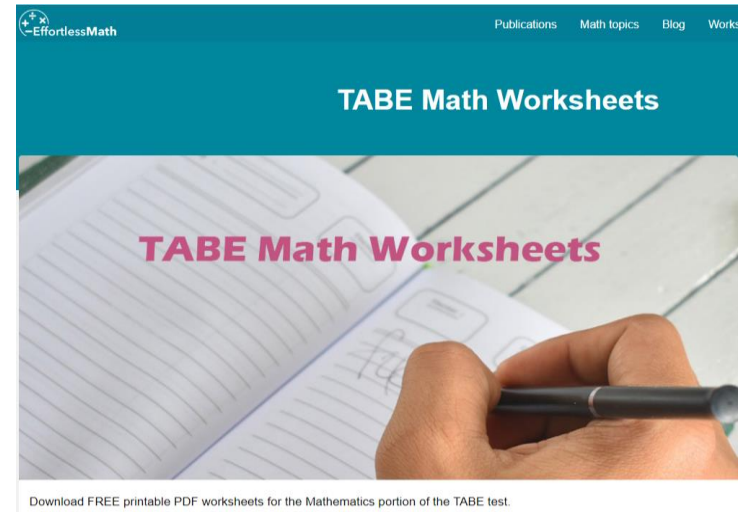 EffortlessMath
Publications Math topics Blog Works
TABE Math Worksheets
TABE Math Worksheets
Download FREE printable PDF worksheets for the Mathematics portion of the TABE test.